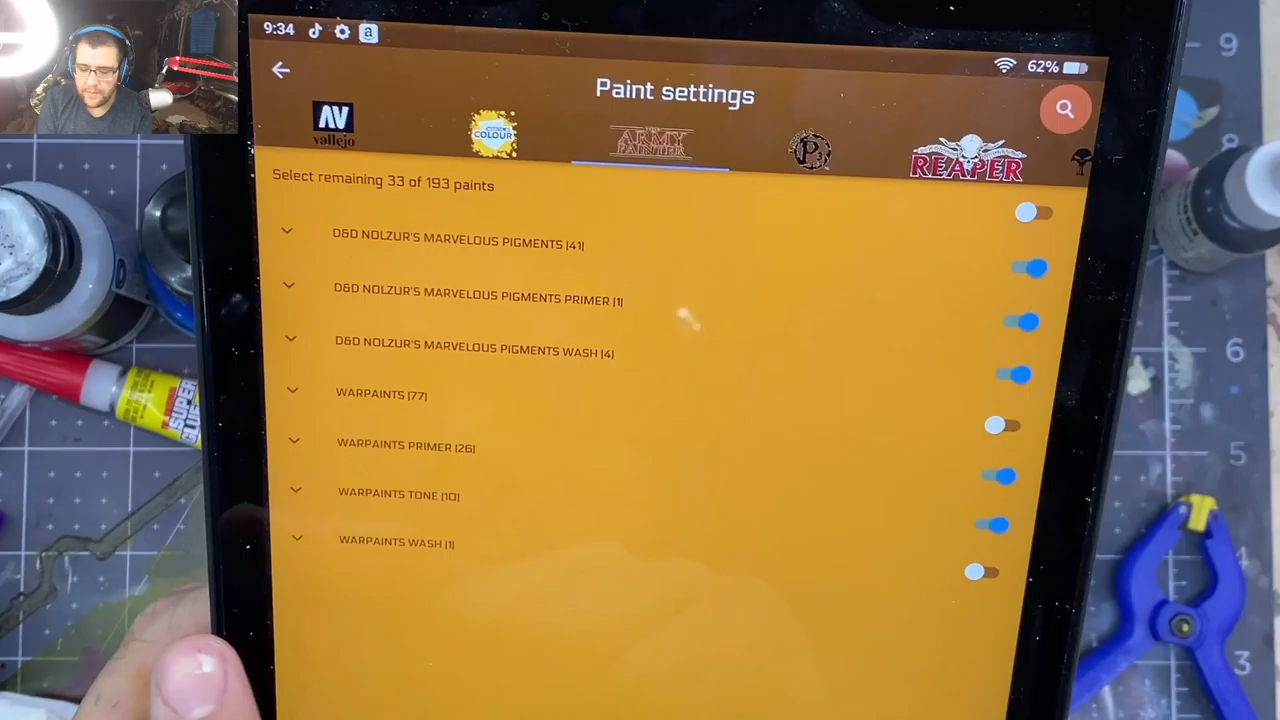 9:34
62%
Paint settings
AV
vallejo
CITADEL
COLOUR
THE
ARMY
PAINTER
P3
REAPER
Select remaining 33 of 193 paints
D&D NOLZUR'S MARVELOUS PIGMENTS (41)
D&D NOLZUR'S MARVELOUS PIGMENTS PRIMER (1)
D&D NOLZUR'S MARVELOUS PIGMENTS WASH (4)
WARPAINTS (77)
WARPAINTS PRIMER (26)
WARPAINTS TONE (10)
WARPAINTS WASH (1)
SUPER
GLUE
9
8
6
5
4
3